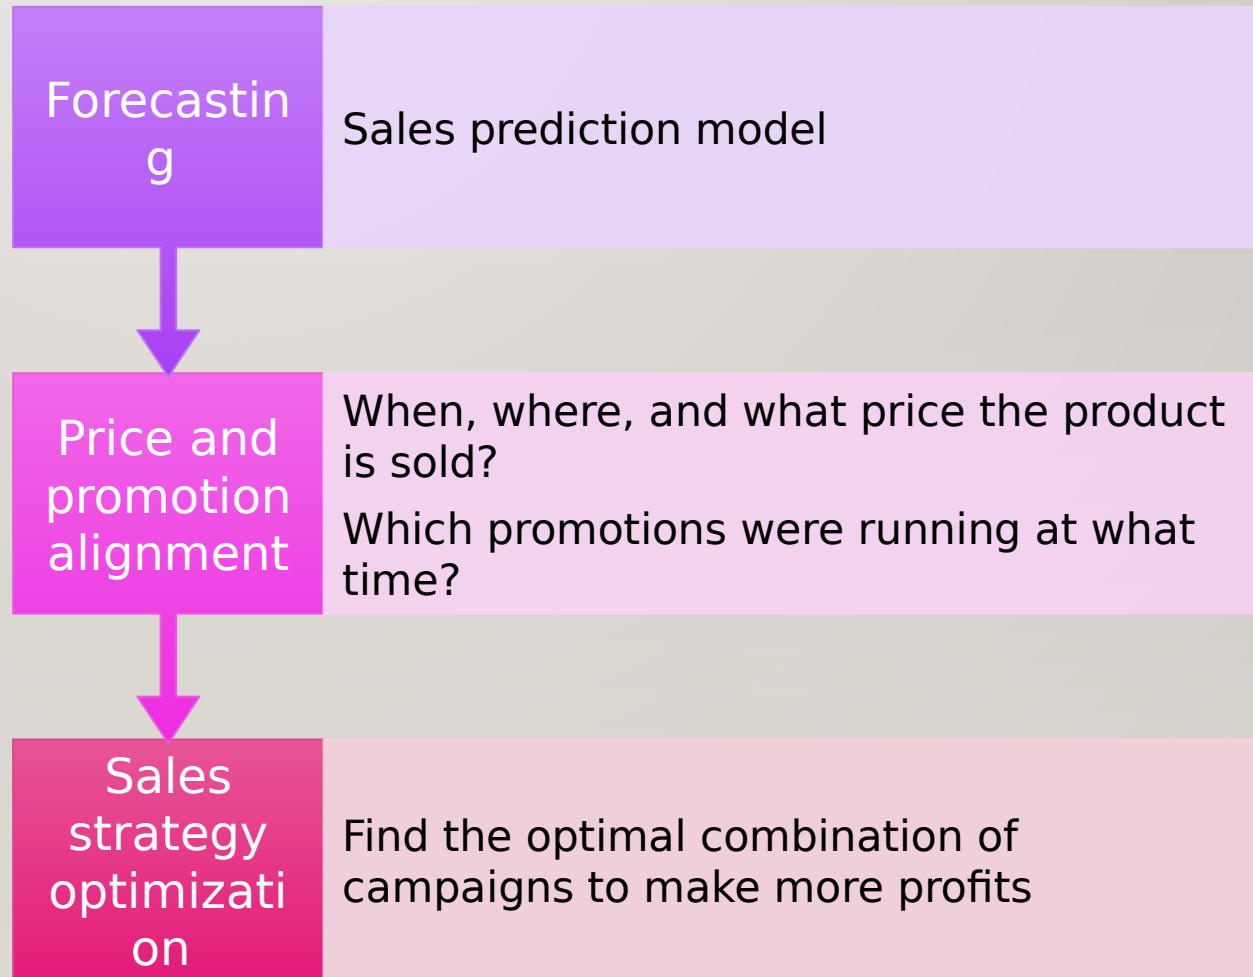 Forecastin
g
Sales prediction model
Price and
promotion
alignment
When, where, and what price the product
is sold?
Which promotions were running at what
time?
Sales
strategy
optimizati
on
Find the optimal combination of
campaigns to make more profits